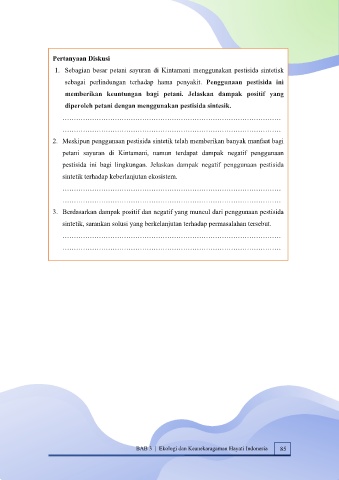 Pertanyaan Diskusi
1. Sebagian besar petani sayuran di Kintamani menggunakan pestisida sintetisk
sebagai perlindungan terhadap hama penyakit. Penggunaan pestisida ini
memberikan keuntungan bagi petani. Jelaskan dampak positif yang
diperoleh petani dengan menggunakan pestisida sintesik.
................................................................................
................................................................................
2. Meskipun penggunaan pestisida sintetik telah memberikan banyak manfaat bagi
petani sayuran di Kintamani, namun terdapat dampak negatif penggunaan
pestisida ini bagi lingkungan. Jelaskan dampak negatif penggunaan pestisida
sintetik terhadap keberlanjutan ekosistem.
................................................................................
................................................................................
3. Berdasarkan dampak positif dan negatif yang muncul dari penggunaan pestisida
sintetik, sarankan solusi yang berkelanjutan terhadap permasalahan tersebut.
................................................................................
................................................................................
BAB 3 | Ekologi dan Keanekaragaman Hayati Indonesia 85